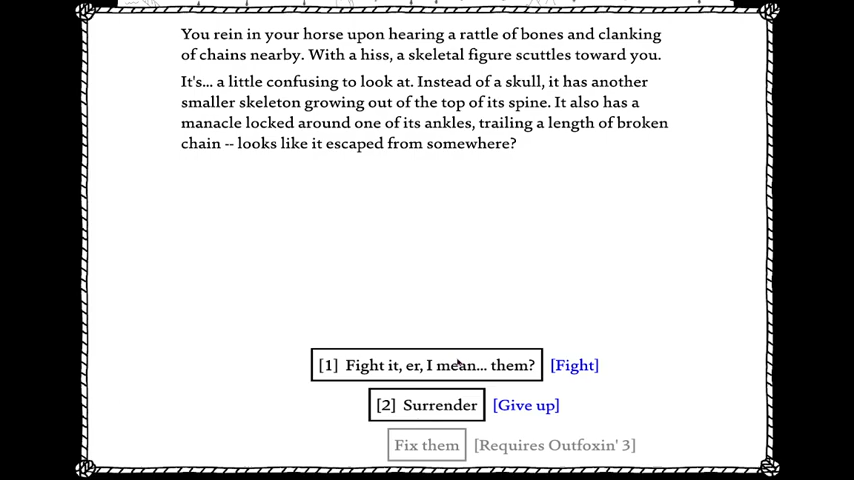 You rein in your horse upon hearing a rattle of bones and clanking
of chains nearby. With a hiss, a skeletal figure scuttles toward you.
It's... a little confusing to look at. Instead of a skull, it has another
smaller skeleton growing out of the top of its spine. It also has a
manacle locked around one of its ankles, trailing a length of broken
chain -- looks like it escaped from somewhere?
[1] Fight it, er, I mean... them? [Fight]
[2] Surrender [Give up]
Fix them [Requires Outfoxin' 3]